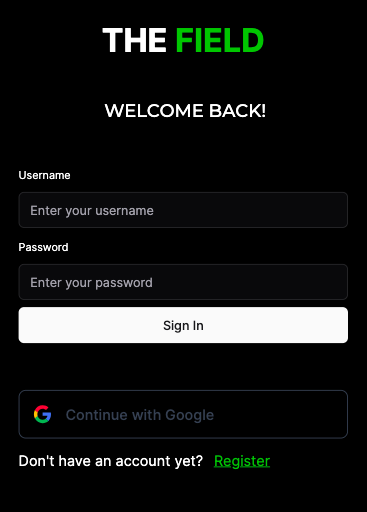 THE FIELD
WELCOME BACK!
Username
Enter your username
Password
Enter your password
Sign In
Continue with Google
Don't have an account yet? Register